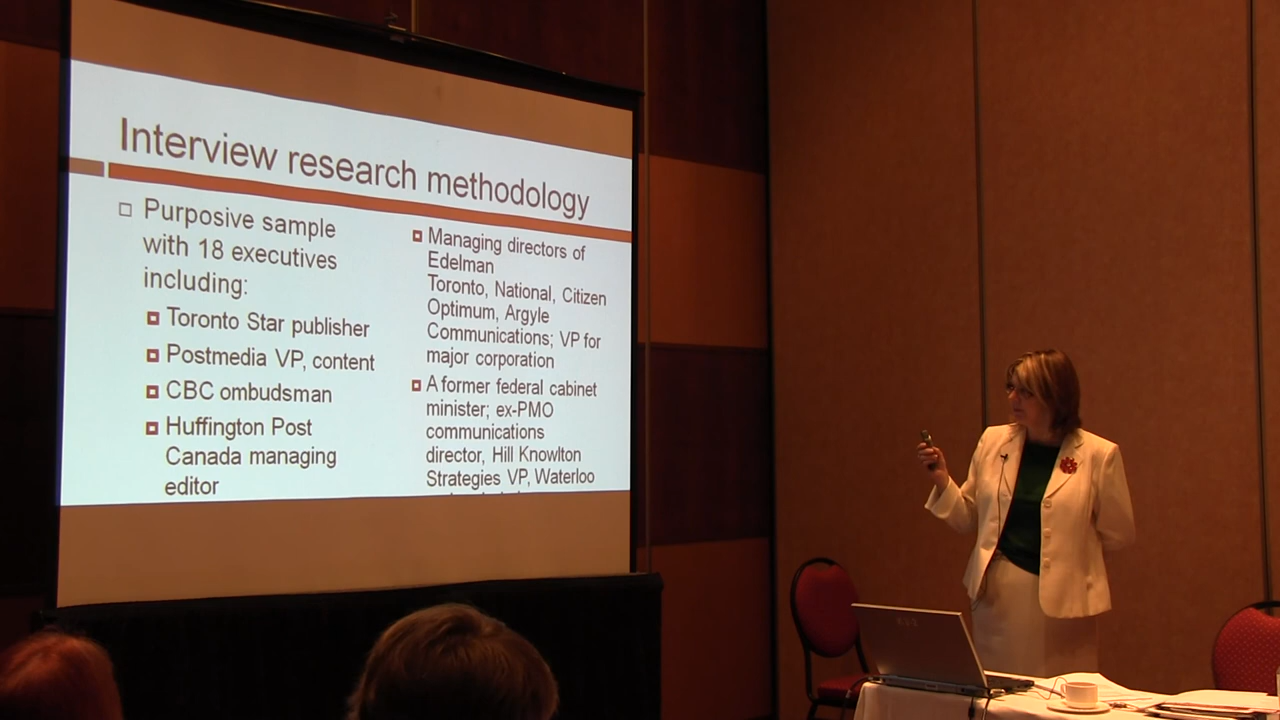 Interview research methodology
Purposive sample
with 18 executives
including:
Toronto Star publisher
Postmedia VP, content
CBC ombudsman
Huffington Post
Canada managing
editor
Managing directors of
Edelman
Toronto, National, Citizen
Optimum, Argyle
Communications; VP for
major corporation
A former federal cabinet
minister; ex-PMO
communications
director, Hill Knowlton
Strategies VP, Waterloo